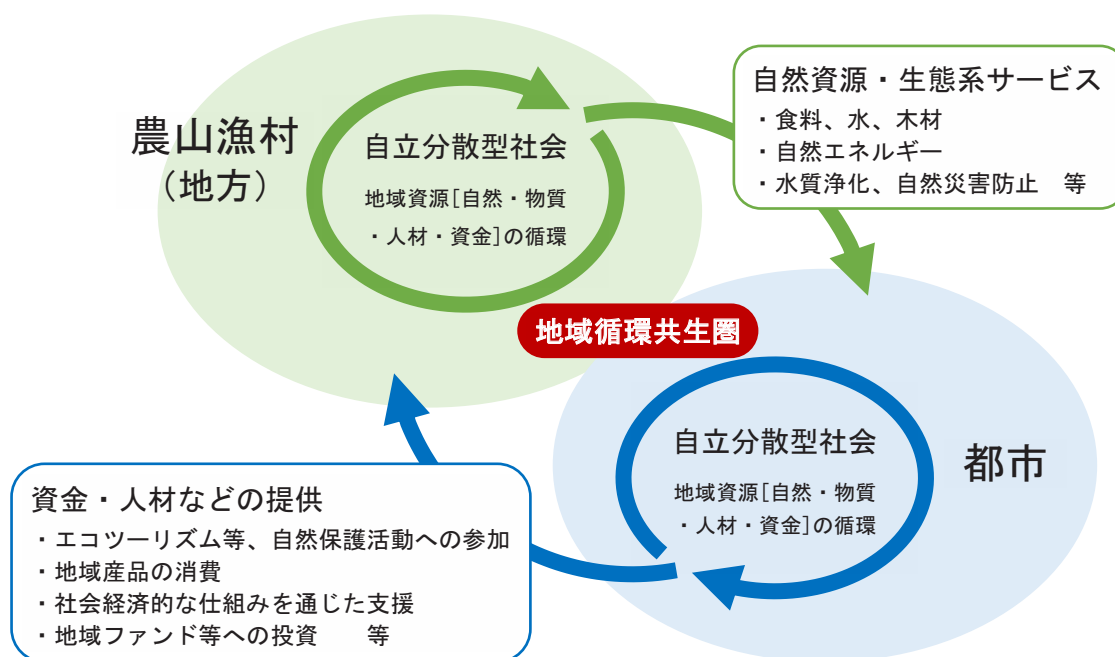 農山漁村
（地方）
自立分散型社会
地域資源[自然・物質
・人材・資金]の循環
自然資源・生態系サービス
・食料、水、木材
・自然エネルギー
・水質浄化、自然災害防止　等
地域循環共生圏
自立分散型社会
地域資源[自然・物質
・人材・資金]の循環
都市
資金・人材などの提供
・エコツーリズム等、自然保護活動への参加
・地域産品の消費
・社会経済的な仕組みを通じた支援
・地域ファンド等への投資　　等